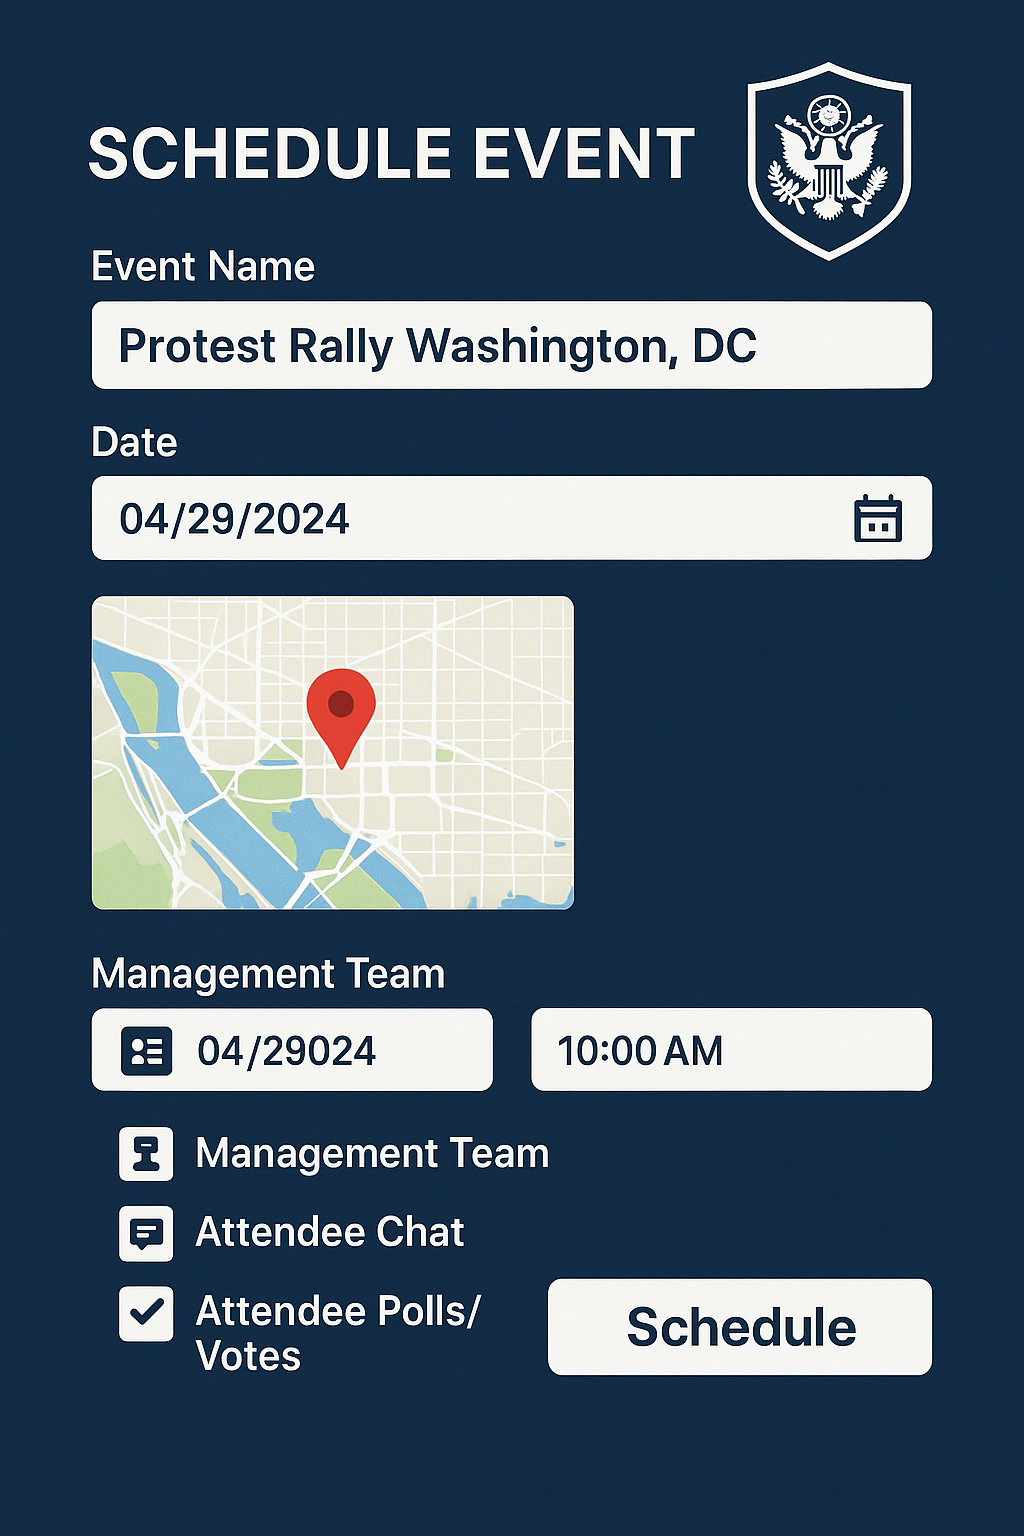 SCHEDULE EVENT
Event Name
Protest Rally Washington, DC
Date
04/29/2024
Management Team
04/29024
10:00 AM
Management Team
Attendee Chat
Attendee Polls/
Votes
Schedule